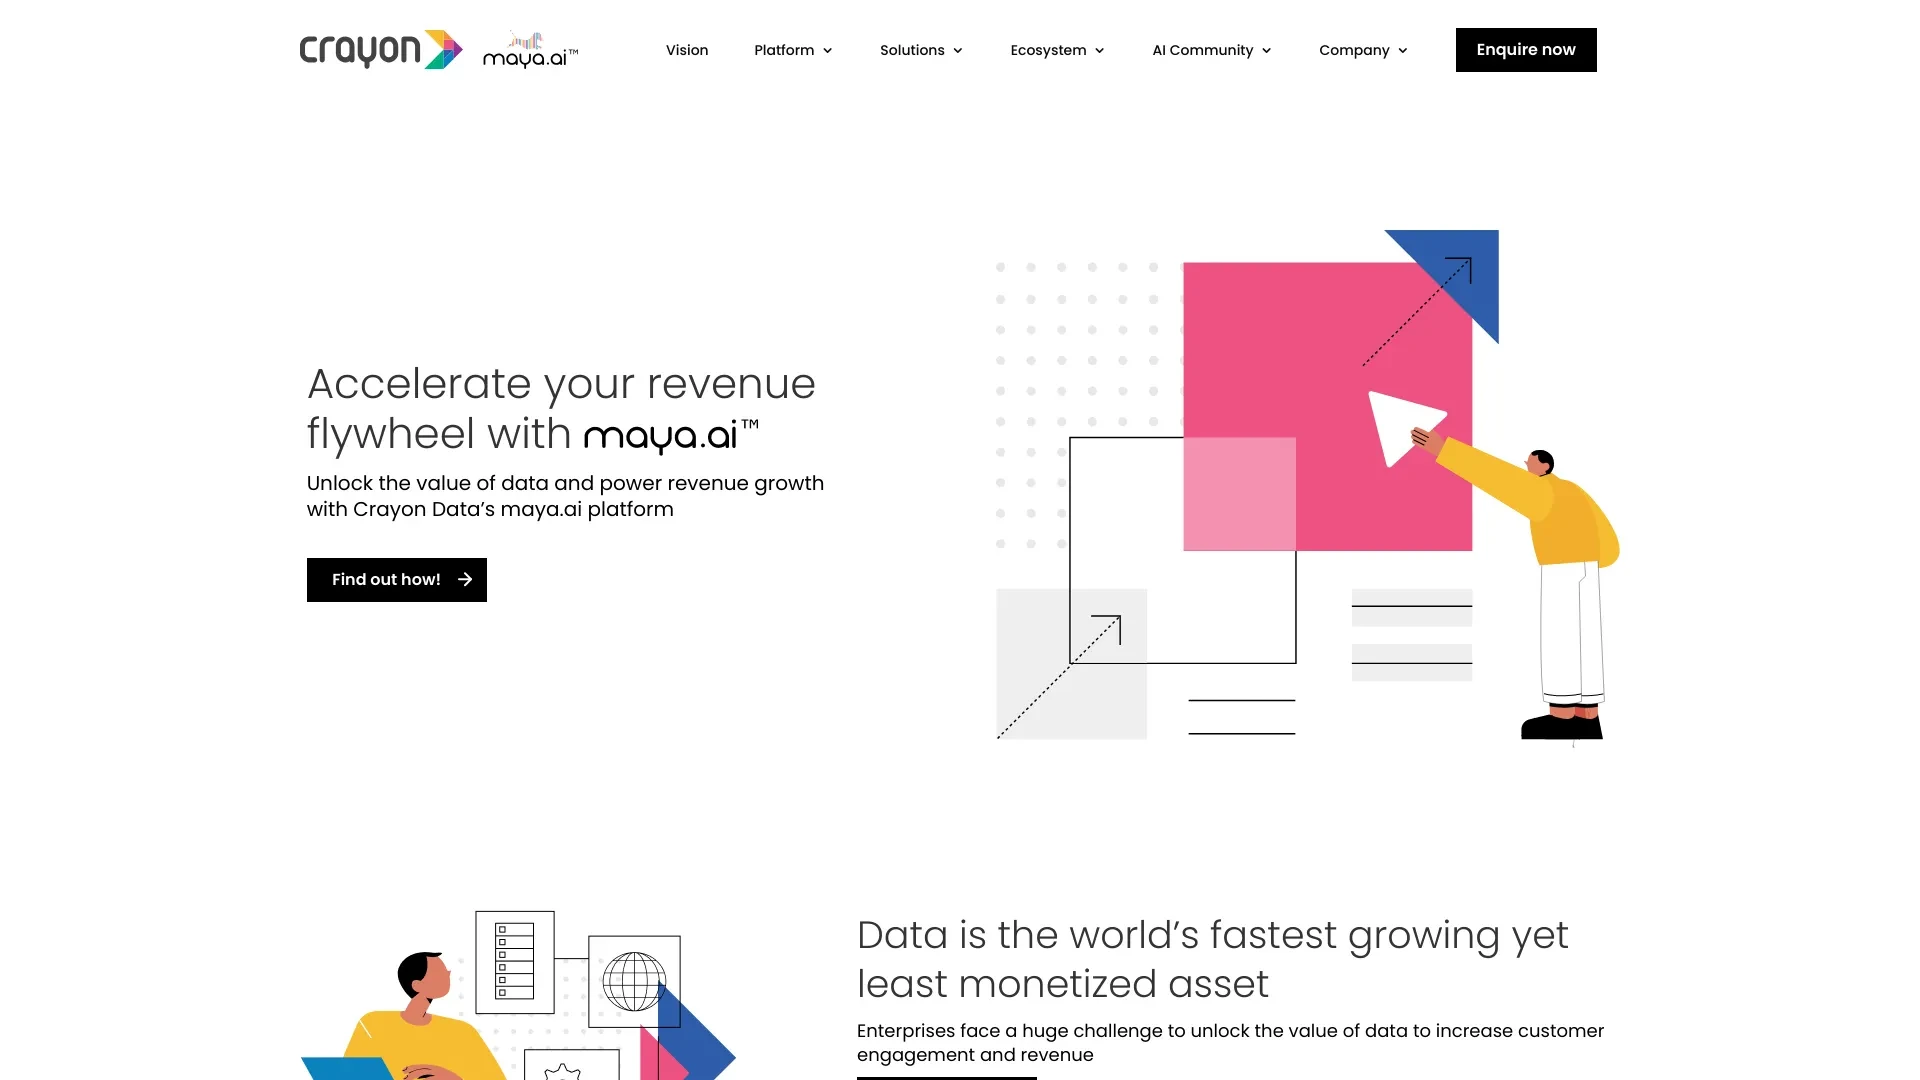 crayon maya.ai™ Vision Platform Solutions Ecosystem AI Community Company Enquire now
Accelerate your revenue
flywheel with maya.ai™
Unlock the value of data and power revenue growth
with Crayon Data’s maya.ai platform
Find out how!
Data is the world’s fastest growing yet
least monetized asset
Enterprises face a huge challenge to unlock the value of data to increase customer
engagement and revenue